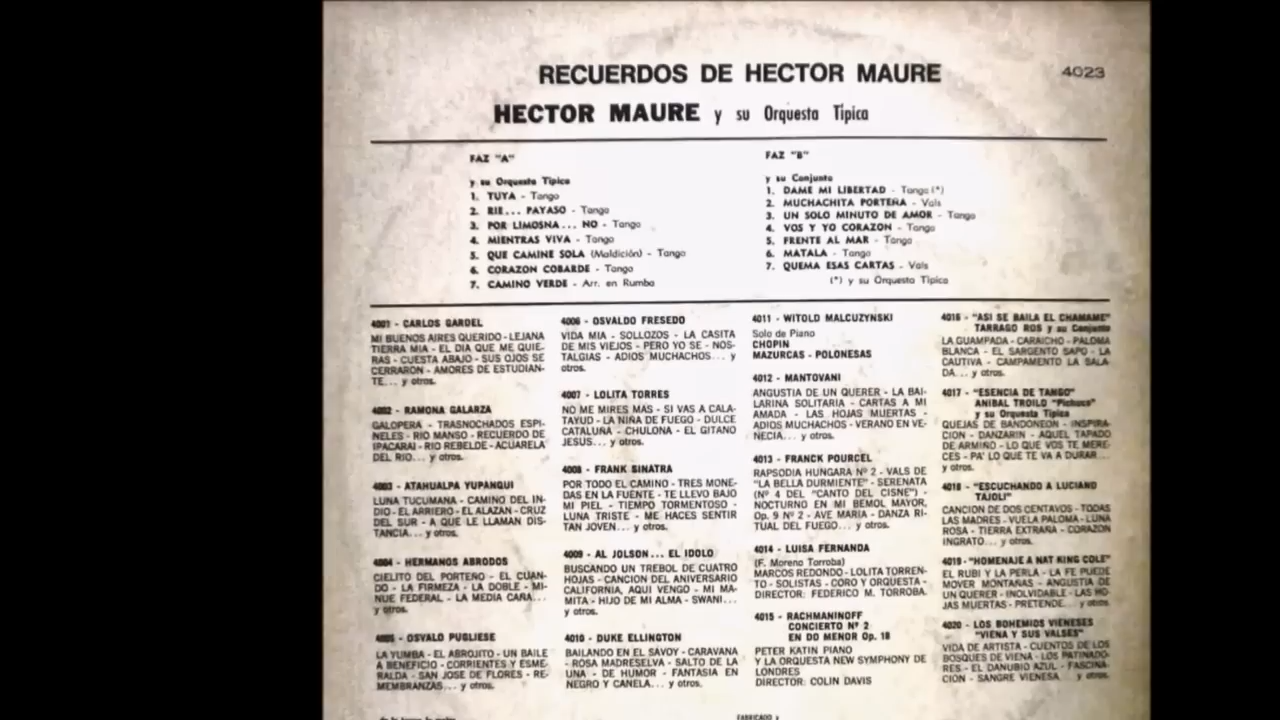 RECUERDOS DE HECTOR MAURE
4023
HECTOR MAURE y su Orquesta Típica
FAZ "A"
y su Orquesta Típica
1. TUYA - Tango
2. RIE... PAYASO - Tango
3. POR LIMOSNA... NO - Tango
4. MIENTRAS VIVA - Tango
5. QUE CAMINE SOLA (Maldición) - Tango
6. CORAZON COBARDE - Tango
7. CAMINO VERDE - Arr. en Rumba
FAZ "B"
y su Conjunto
1. DAME MI LIBERTAD - Tango (*)
2. MUCHACHITA PORTEÑA - Vals
3. UN SOLO MINUTO DE AMOR - Tango
4. VOS Y YO CORAZON - Tango
5. FRENTE AL MAR - Tango
6. MATALA - Tango
7. QUEMA ESAS CARTAS - Vals
(*) y su Orquesta Típica
4001 - CARLOS GARDEL
MI BUENOS AIRES QUERIDO - LEJANA
TIERRA MIA - EL DIA QUE ME QUIE-
RAS - CUESTA ABAJO - SUS OJOS SE
CERRARON - AMORES DE ESTUDIAN-
TE... y otros.
4002 - RAMONA GALARZA
GALOPERA - TRASNOCHADOS ESPI-
NELES - RIO MANSO - RECUERDO DE
IPACARAI - RIO REBELDE - ACUARELA
DEL RIO... y otros.
4003 - ATAHUALPA YUPANQUI
LUNA TUCUMANA - CAMINO DEL IN-
DIO - EL ARRIERO - EL ALAZAN - CRUZ
DEL SUR - A QUE LE LLAMAN DIS-
TANCIA... y otros.
4004 - HERMANOS ABRODOS
CIELITO DEL PORTEÑO - EL CUAN-
DO - LA FIRMEZA - LA DOBLE - MI-
NUE FEDERAL - LA MEDIA CAÑA...
y otros.
4005 - OSVALO PUGLIESE
LA YUMBA - EL ABROJITO - UN BAILE
A BENEFICIO - CORRIENTES Y ESME-
RALDA - SAN JOSE DE FLORES - RE-
MEMBRANZAS... y otros.
4006 - OSVALDO FRESEDO
VIDA MIA - SOLLOZOS - LA CASITA
DE MIS VIEJOS - PERO YO SE - NOS-
TALGIAS - ADIOS MUCHACHOS... y
otros.
4007 - LOLITA TORRES
NO ME MIRES MAS - SI VAS A CALA-
TAYUD - LA NIÑA DE FUEGO - DULCE
CATALUÑA - CHULONA - EL GITANO
JESUS... y otros.
4008 - FRANK SINATRA
POR TODO EL CAMINO - TRES MONE-
DAS EN LA FUENTE - TE LLEVO BAJO
MI PIEL - TIEMPO TORMENTOSO -
LUNA TRISTE - ME HACES SENTIR
TAN JOVEN... y otros.
4009 - AL JOLSON... EL IDOLO
BUSCANDO UN TREBOL DE CUATRO
HOJAS - CANCION DEL ANIVERSARIO
CALIFORNIA, AQUI VENGO - MI MA-
MITA - HIJO DE MI ALMA - SWANI...
y otros.
4010 - DUKE ELLINGTON
BAILANDO EN EL SAVOY - CARAVANA
- ROSA MADRESELVA - SALTO DE LA
UNA - DE HUMOR - FANTASIA EN
NEGRO Y CANELA... y otros.
4011 - WITOLD MALCUZYNSKI
Solo de Piano
CHOPIN
MAZURCAS - POLONESAS
4012 - MANTOVANI
ANGUSTIA DE UN QUERER - LA BAI-
LARINA SOLITARIA - CARTAS A MI
AMADA - LAS HOJAS MUERTAS -
ADIOS MUCHACHOS - VERANO EN VE-
NECIA... y otros.
4013 - FRANCK POURCEL
RAPSODIA HUNGARA Nº 2 - VALS DE
"LA BELLA DURMIENTE" - SERENATA
(Nº 4 DEL "CANTO DEL CISNE") -
NOCTURNO EN MI BEMOL MAYOR,
Op. 9 Nº 2 - AVE MARIA - DANZA RI-
TUAL DEL FUEGO... y otros.
4014 - LUISA FERNANDA
(F. Moreno Torroba)
MARCOS REDONDO - LOLITA TORREN-
TO - SOLISTAS - CORO Y ORQUESTA -
DIRECTOR: FEDERICO M. TORROBA.
4015 - RACHMANINOFF
CONCIERTO Nº 2
EN DO MENOR Op. 18
PETER KATIN PIANO
Y LA ORQUESTA NEW SYMPHONY DE
LONDRES
DIRECTOR: COLIN DAVIS
4016 - "ASI SE BAILA EL CHAMAME"
TARRAGO ROS y su Conjunto
LA GUAMPADA - CARAICHO - PALOMA
BLANCA - EL SARGENTO SAPO - LA
CAUTIVA - CAMPAMENTO LA SALA-
DA... y otros.
4017 - "ESENCIA DE TANGO"
ANIBAL TROILO "Pichuco"
y su Orquesta Típica
QUEJAS DE BANDONEON - INSPIRA-
CION - DANZARIN - AQUEL TAPADO
DE ARMIÑO - LO QUE VOS TE MERE-
CES - PA' LO QUE TE VA A DURAR...
y otros.
4018 - "ESCUCHANDO A LUCIANO
TAJOLI"
CANCION DE DOS CENTAVOS - TODAS
LAS MADRES - VUELA PALOMA - LUNA
ROSA - TIERRA EXTRAÑA - CORAZON
INGRATO... y otros.
4019 - "HOMENAJE A NAT KING COLE"
EL RUBI Y LA PERLA - LA FE PUEDE
MOVER MONTAÑAS - ANGUSTIA DE
UN QUERER - INOLVIDABLE - LAS HO-
JAS MUERTAS - PRETENDE... y otros.
4020 - LOS BOHEMIOS VIENESES
"VIENA Y SUS VALSES"
VIDA DE ARTISTA - CUENTOS DE LOS
BOSQUES DE VIENA - LOS PATINADO-
RES - EL DANUBIO AZUL - FASCINA-
CION - SANGRE VIENESA... y otros.
FABRICADO y